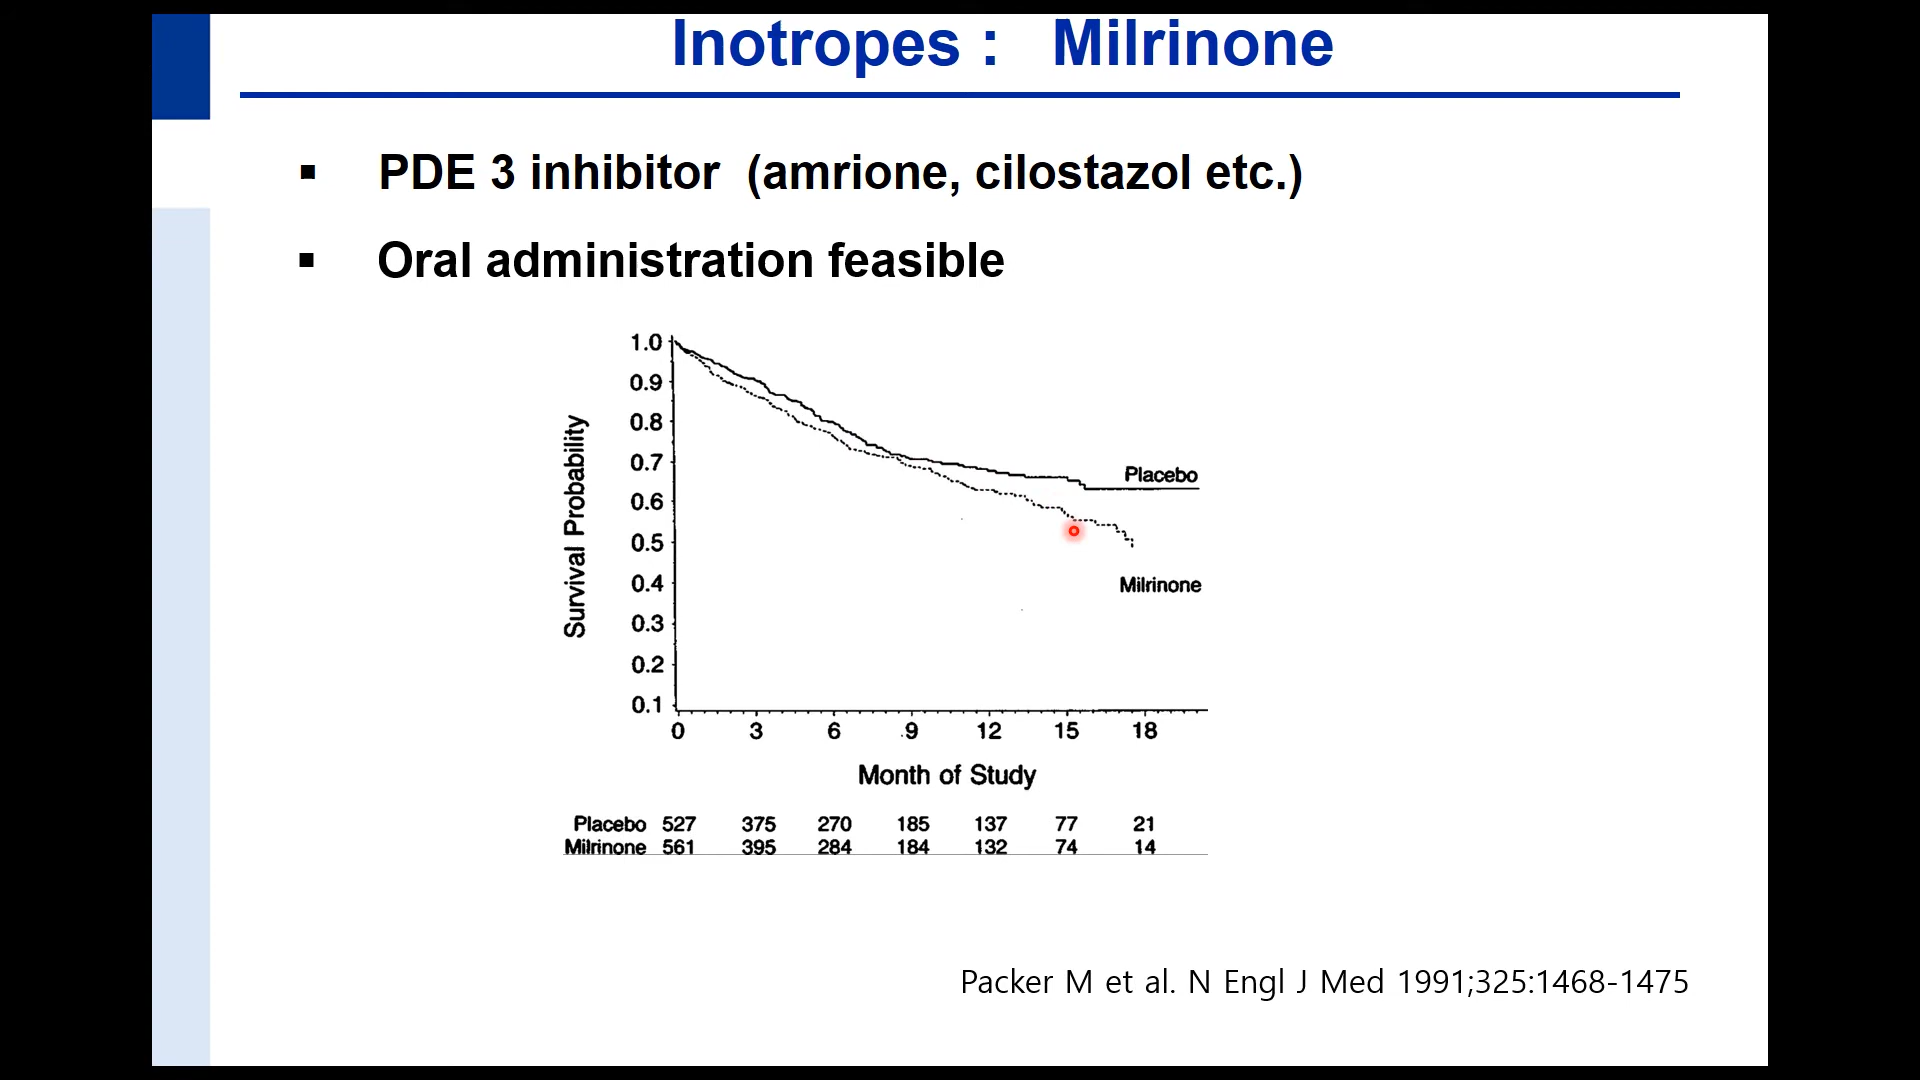 Inotropes : Milrinone
▪ PDE 3 inhibitor (amrione, cilostazol etc.)
▪ Oral administration feasible
Survival Probability
1.0
0.9
0.8
0.7
0.6
0.5
0.4
0.3
0.2
0.1
Placebo
Milrinone
0 3 6 9 12 15 18
Month of Study
Placebo 527 375 270 185 137 77 21
Milrinone 561 395 284 184 132 74 14
Packer M et al. N Engl J Med 1991;325:1468-1475